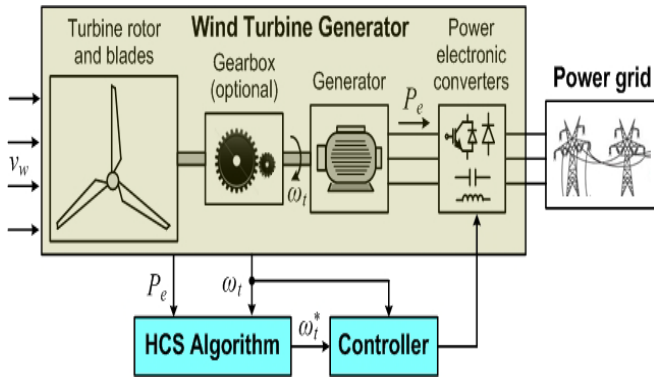 Wind Turbine Generator
Turbine rotor
and blades
Gearbox
(optional)
Generator
Power
electronic
converters
Power grid
P_e
v_w
ω_t
P_e
ω_t
ω_t^*
HCS Algorithm
Controller